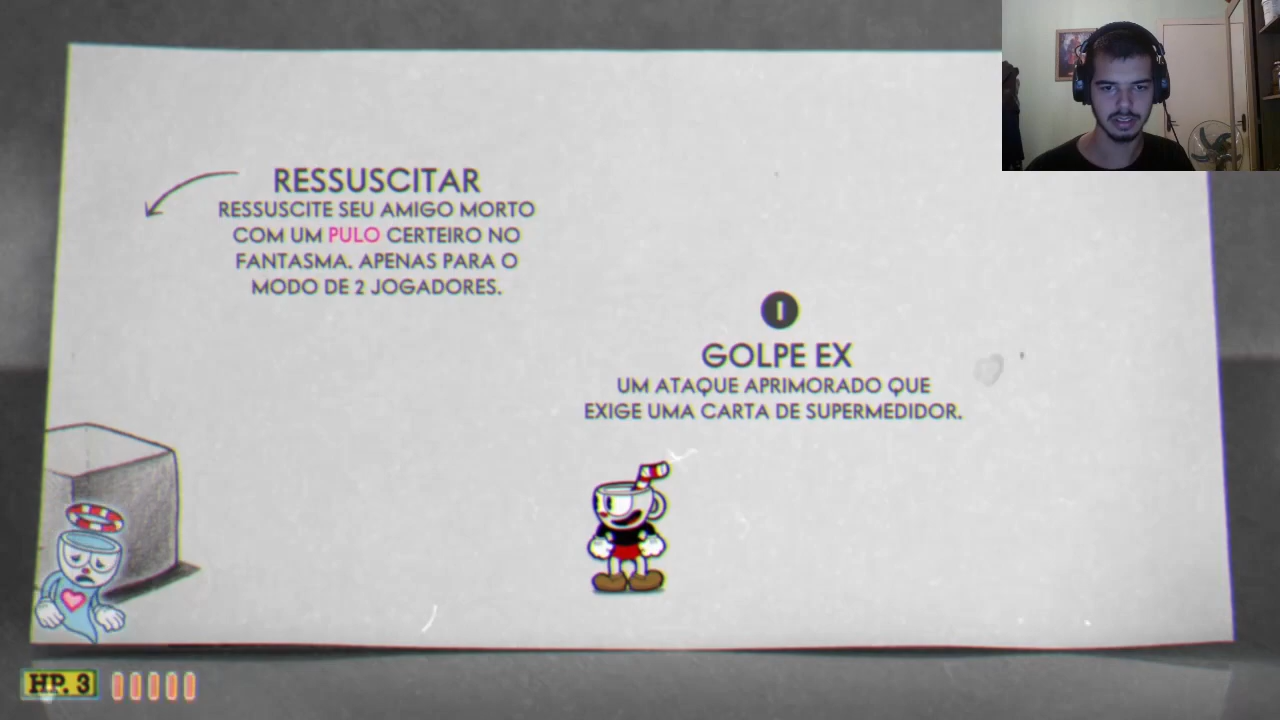 RESSUSCITAR
RESSUSCITE SEU AMIGO MORTO
COM UM PULO CERTEIRO NO
FANTASMA. APENAS PARA O
MODO DE 2 JOGADORES.
I
GOLPE EX
UM ATAQUE APRIMORADO QUE
EXIGE UMA CARTA DE SUPERMEDIDOR.
HP. 3